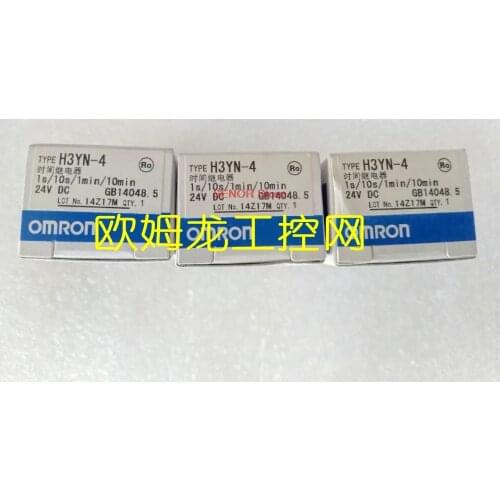 TYPE H3YN-4
Ro
时间继电器
1s/10s/1min/10min
24V DC GB14048.5
LOT No. 14Z17M QTY. 1
OMRON
TYPE H3YN-4
Ro
时间继电器
1s/10s/1min/10min
24V DC GB14048.5
LOT No. 14Z17M QTY. 1
OMRON
TYPE H3YN-4
Ro
时间继电器
1s/10s/1min/10min
24V DC GB14048.5
LOT No. 14Z17M QTY. 1
OMRON
欧姆龙工控网